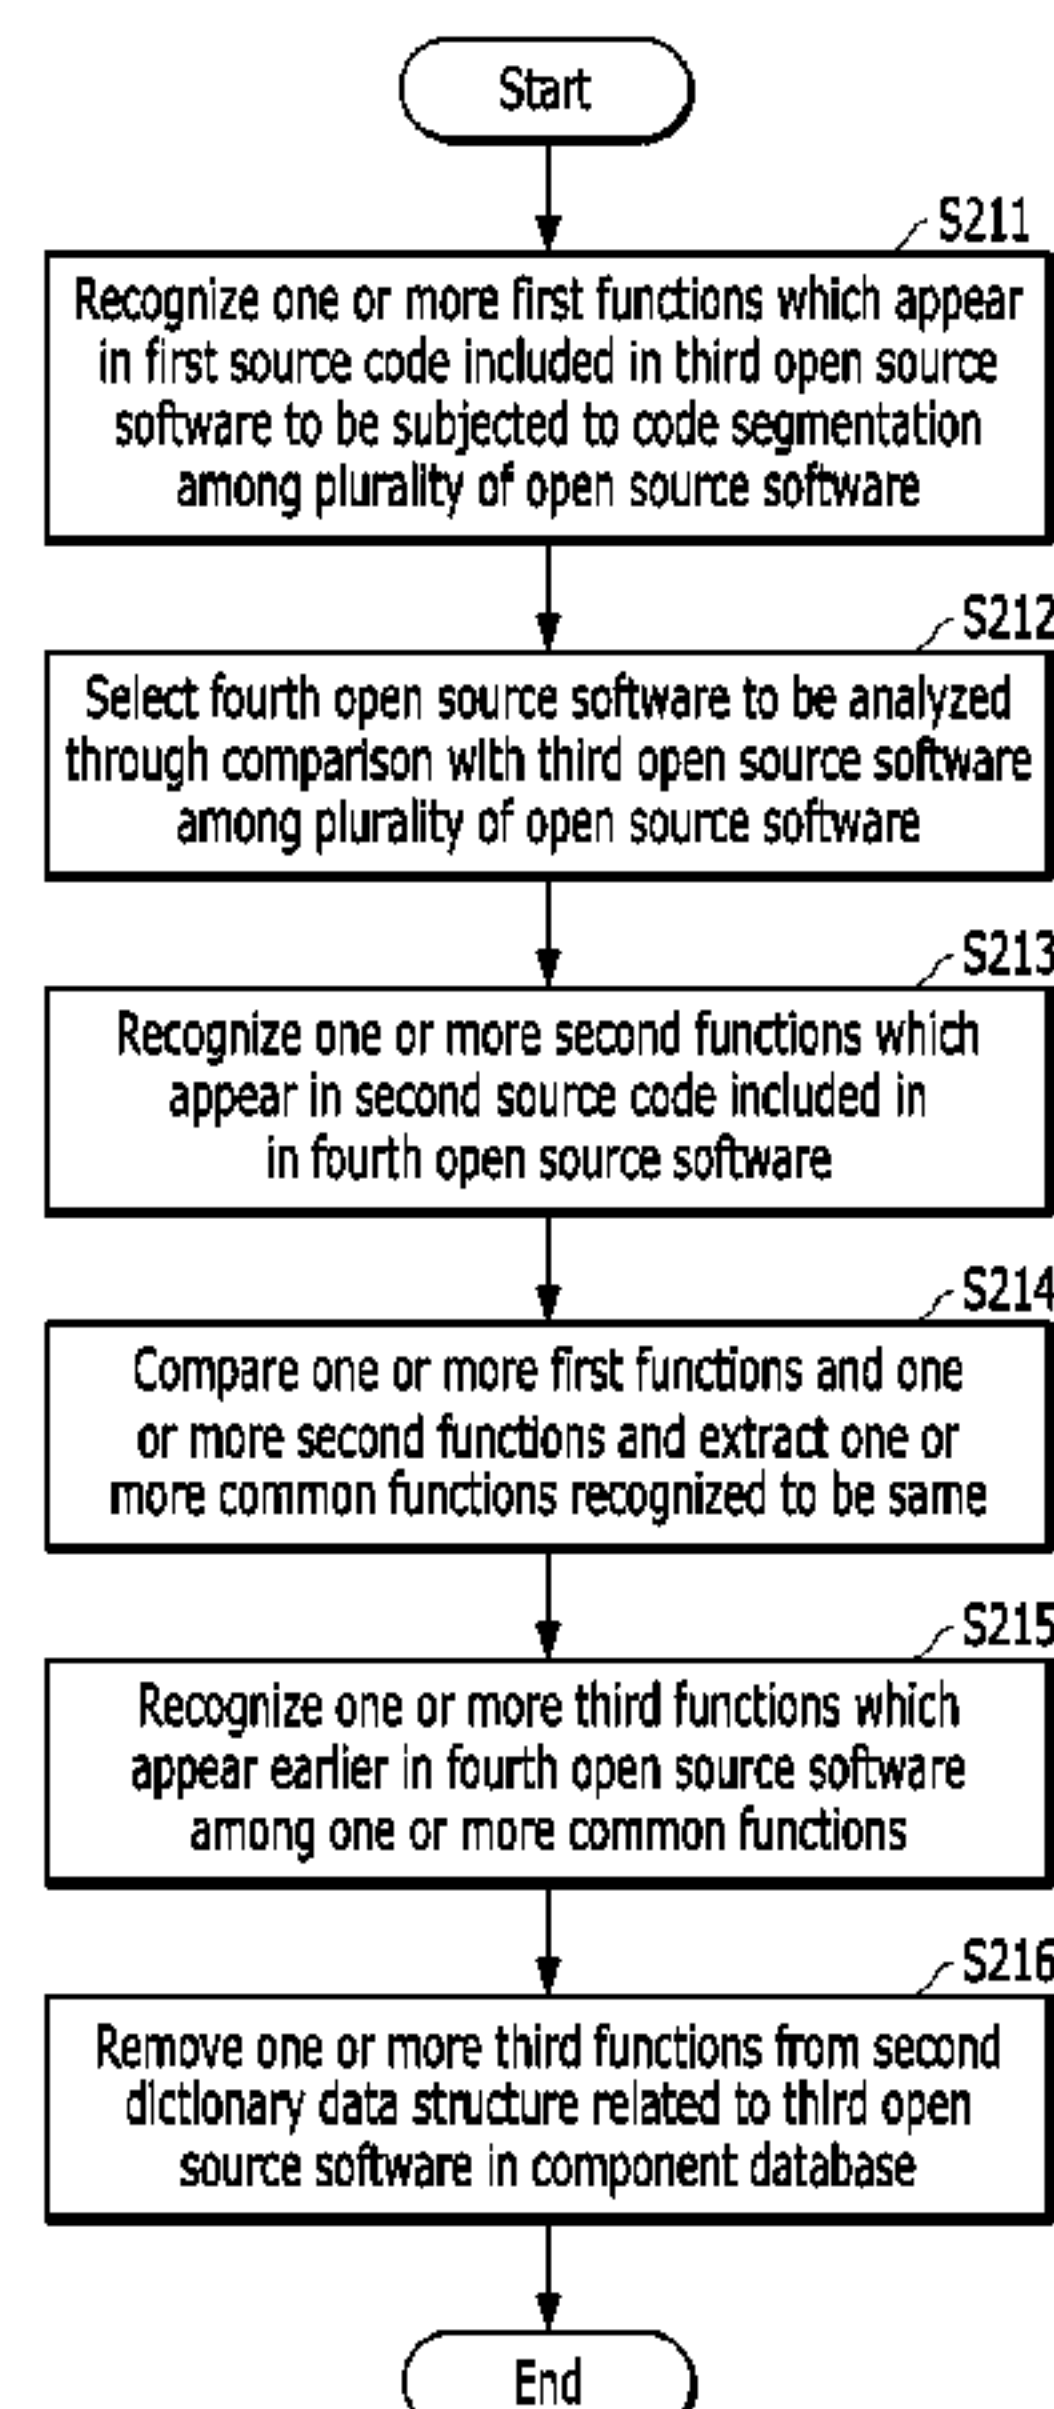 Start
S211
Recognize one or more first functions which appear
in first source code included in third open source
software to be subjected to code segmentation
among plurality of open source software
S212
Select fourth open source software to be analyzed
through comparison with third open source software
among plurality of open source software
S213
Recognize one or more second functions which
appear in second source code included in
in fourth open source software
S214
Compare one or more first functions and one
or more second functions and extract one or
more common functions recognized to be same
S215
Recognize one or more third functions which
appear earlier in fourth open source software
among one or more common functions
S216
Remove one or more third functions from second
dictionary data structure related to third open
source software in component database
End